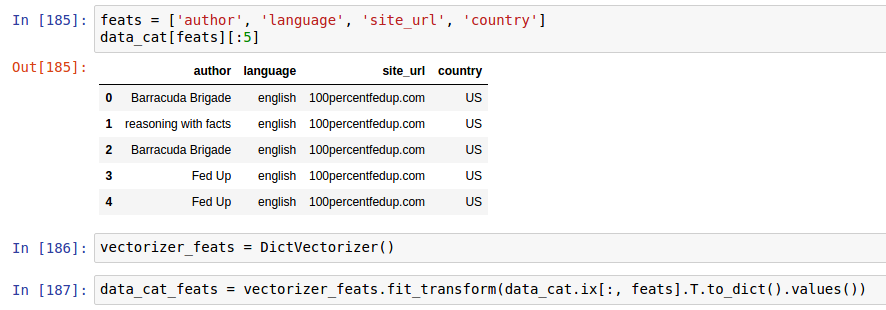 In [185]: feats = ['author', 'language', 'site_url', 'country']
data_cat[feats][:5]
Out[185]:
author language site_url country
0 Barracuda Brigade english 100percentfedup.com US
1 reasoning with facts english 100percentfedup.com US
2 Barracuda Brigade english 100percentfedup.com US
3 Fed Up english 100percentfedup.com US
4 Fed Up english 100percentfedup.com US
In [186]: vectorizer_feats = DictVectorizer()
In [187]: data_cat_feats = vectorizer_feats.fit_transform(data_cat.ix[:, feats].T.to_dict().values())